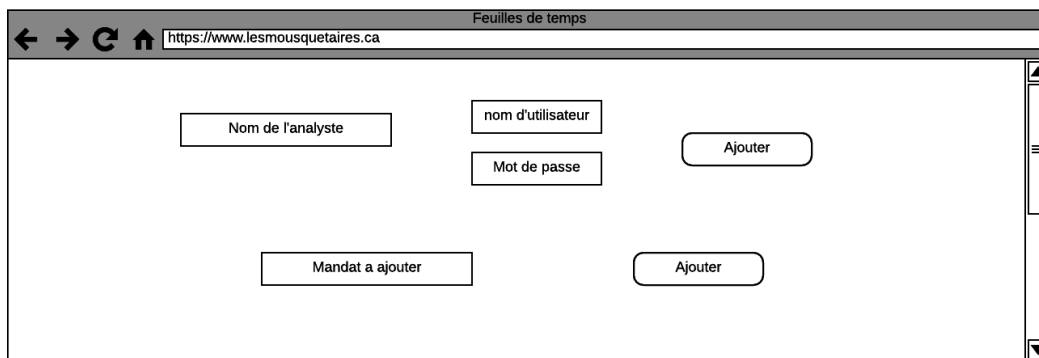 Feuilles de temps
https://www.lesmousquetaires.ca
Nom de l'analyste
nom d'utilisateur
Mot de passe
Ajouter
Mandat a ajouter
Ajouter